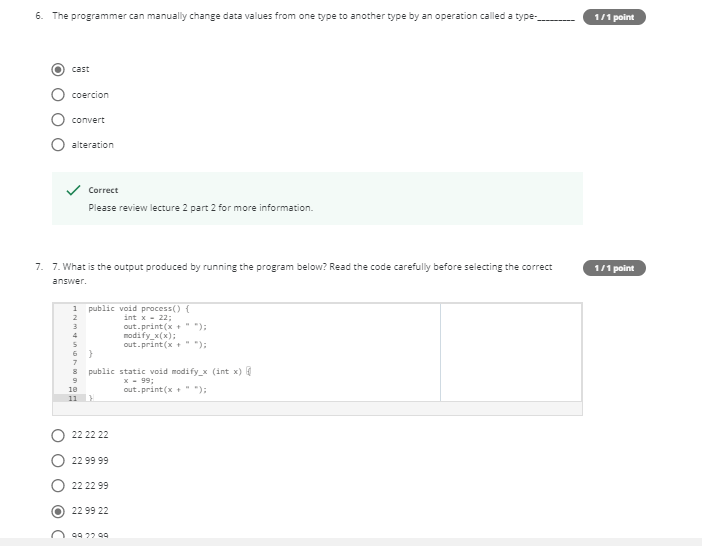 6. The programmer can manually change data values from one type to another type by an operation called a type-_________ 1 / 1 point
cast
coercion
convert
alteration
Correct
Please review lecture 2 part 2 for more information.
7. 7. What is the output produced by running the program below? Read the code carefully before selecting the correct 1 / 1 point
answer.
1 public void process() {
2 int x = 22;
3 out.print(x + " ");
4 modify_x(x);
5 out.print(x + " ");
6 }
7
8 public static void modify_x (int x) {
9 x = 99;
10 out.print(x + " ");
11 }
22 22 22
22 99 99
22 22 99
22 99 22
99 22 99